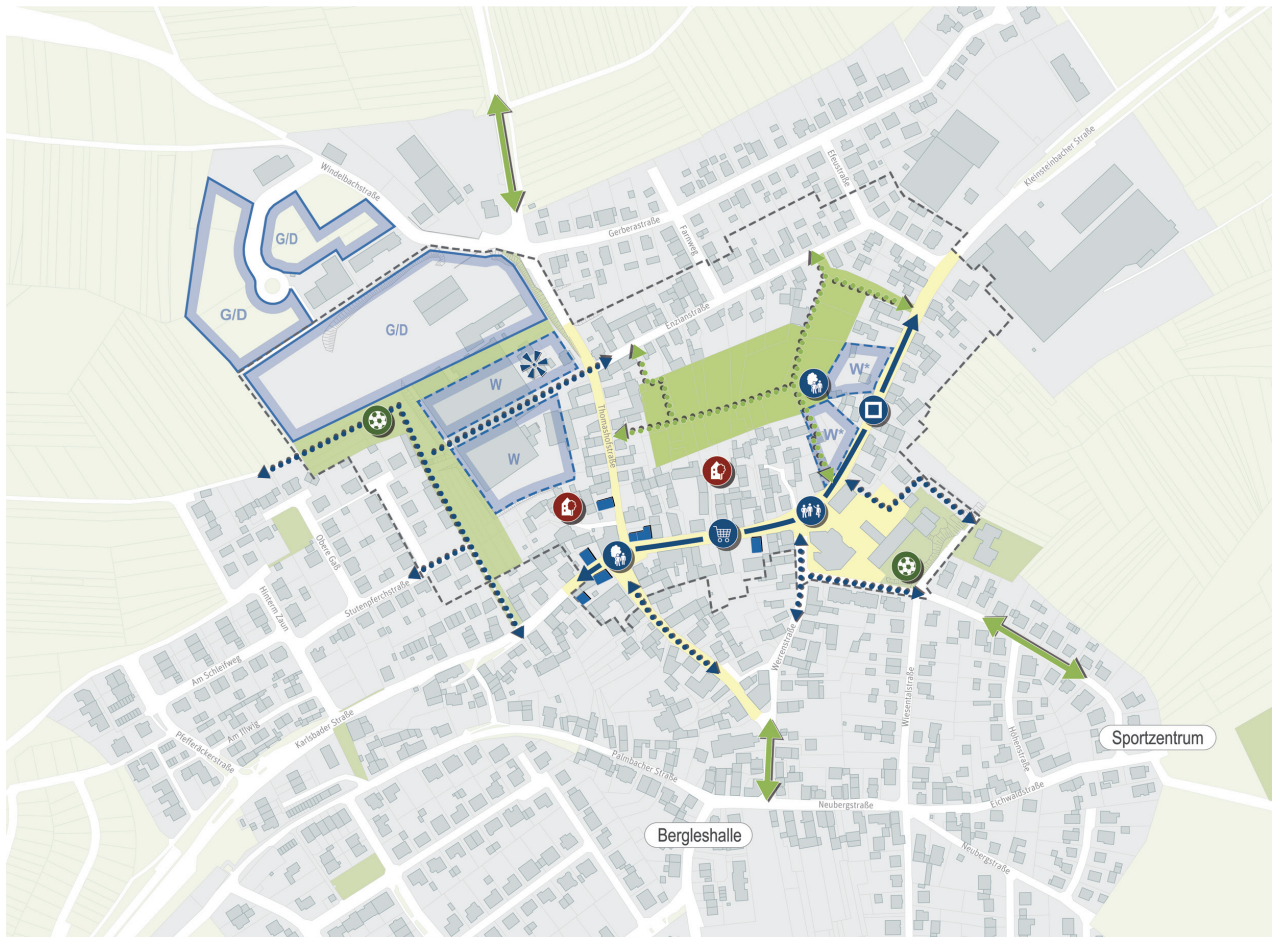 Kleinsteinbacher Straße
Efeustraße
Windelbachstraße
Gerberastraße
Farnweg
G/D
G/D
G/D
Enzianstraße
W
W*
Thomashofstraße
W*
W
Obere Gaß
Hinterm Zaun
Stutenpferchstraße
Am Schleifweg
Werrenstraße
Wiesentalstraße
Am Illwig
Karlsbader Straße
Pfefferäckerstraße
Höhenstraße
Sportzentrum
Palmbacher Straße
Neubergstraße
Eichwaldstraße
Bergleshalle
Neubergstraße